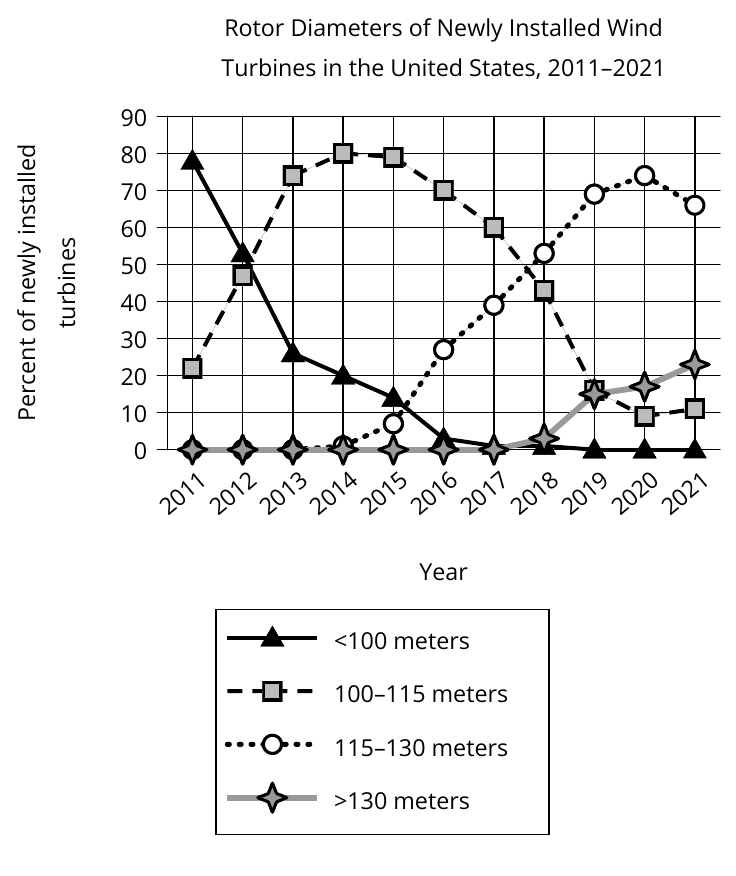 Rotor Diameters of Newly Installed Wind
Turbines in the United States, 2011–2021
Percent of newly installed
turbines
90
80
70
60
50
40
30
20
10
0
2011
2012
2013
2014
2015
2016
2017
2018
2019
2020
2021
Year
<100 meters
100–115 meters
115–130 meters
>130 meters